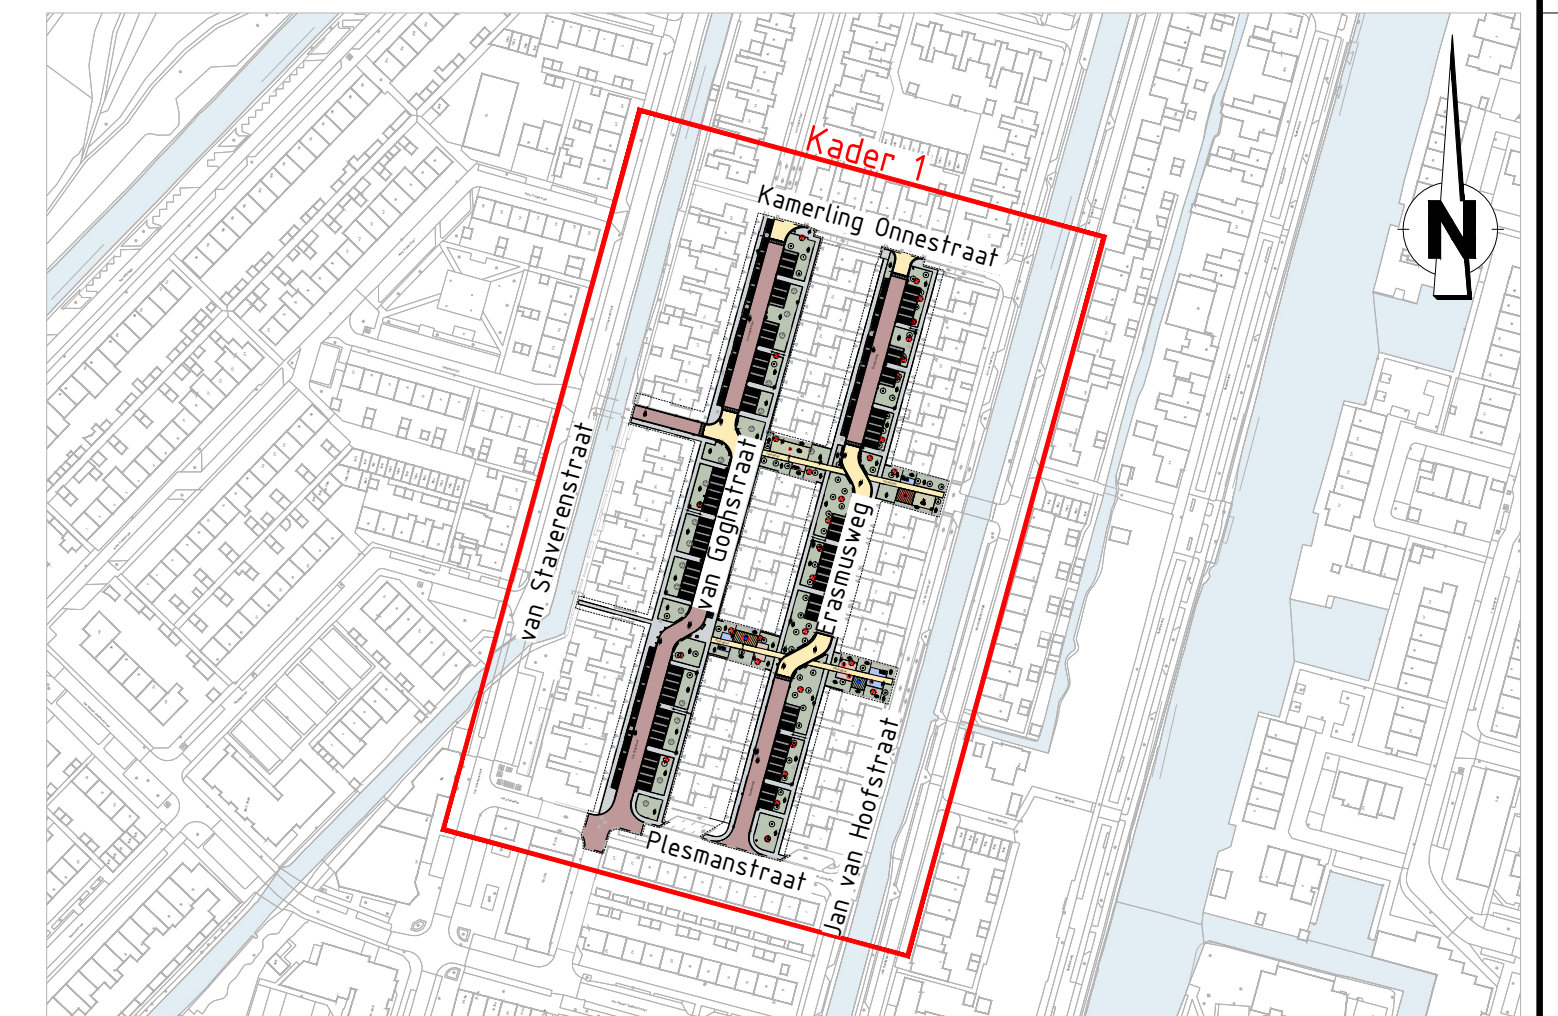 Kader 1
Kamerling Onnestraat
N
van Staverenstraat
van Goghstraat
Erasmusweg
Jan van Hoofstraat
Plesmanstraat